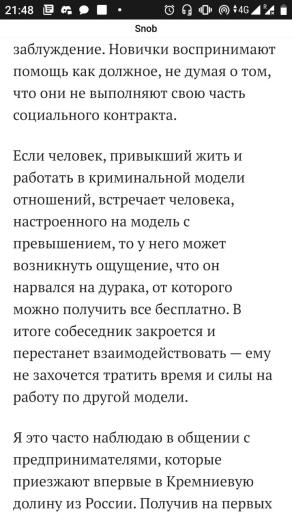 21:48
4G
Snob
заблуждение. Новички воспринимают
помощь как должное, не думая о том,
что они не выполняют свою часть
социального контракта.
Если человек, привыкший жить и
работать в криминальной модели
отношений, встречает человека,
настроенного на модель с
превышением, то у него может
возникнуть ощущение, что он
нарвался на дурака, от которого
можно получить все бесплатно. В
итоге собеседник закроется и
перестанет взаимодействовать — ему
не захочется тратить время и силы на
работу по другой модели.
Я это часто наблюдаю в общении с
предпринимателями, которые
приезжают впервые в Кремниевую
долину из России. Получив на первых